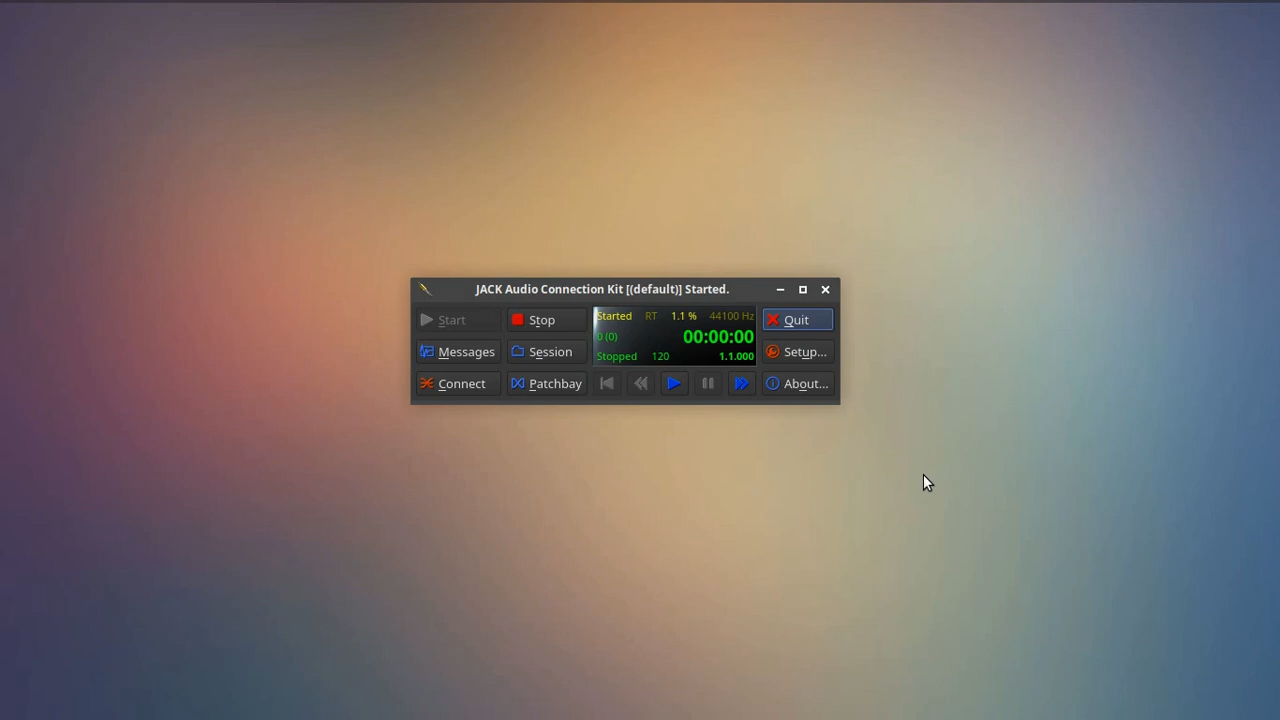 JACK Audio Connection Kit [(default)] Started.
Start
Stop
Started RT 1.1 % 44100 Hz
Quit
0 (0) 00:00:00
Messages
Session
Stopped 120 1.1.000
Setup...
Connect
Patchbay
About...